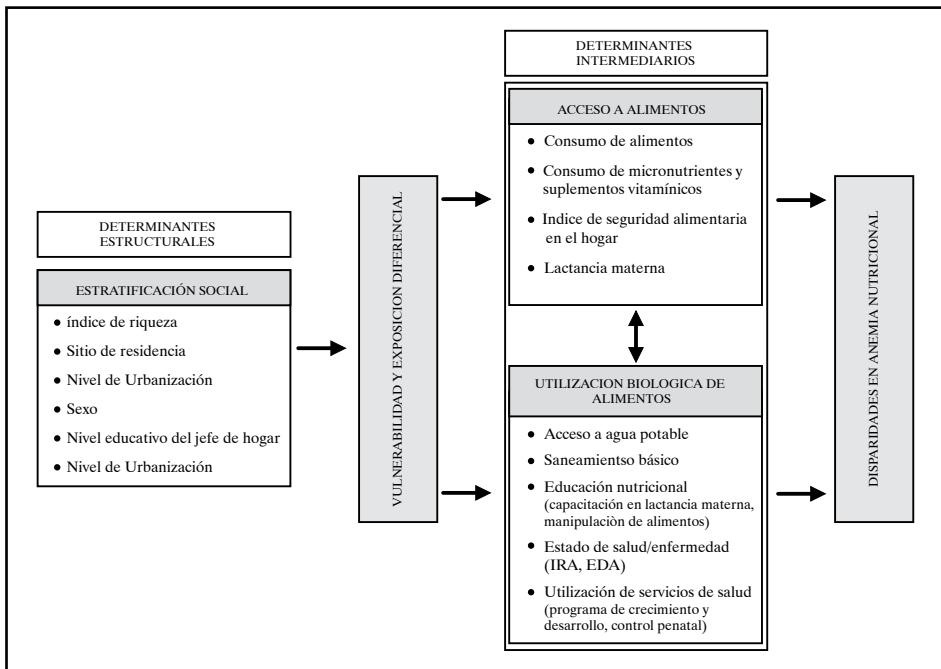 DETERMINANTES
ESTRUCTURALES
ESTRATIFICACIÓN SOCIAL
• índice de riqueza
• Sitio de residencia
• Nivel de Urbanización
• Sexo
• Nivel educativo del jefe de hogar
• Nivel de Urbanización
VULNERABILIDAD Y EXPOSICION DIFERENCIAL
DETERMINANTES
INTERMEDIARIOS
ACCESO A ALIMENTOS
• Consumo de alimentos
• Consumo de micronutrientes y
suplementos vitamínicos
• Indice de seguridad alimentaria
en el hogar
• Lactancia materna
UTILIZACION BIOLOGICA DE
ALIMENTOS
• Acceso a agua potable
• Saneamientso básico
• Educación nutricional
(capacitación en lactancia materna,
manipulaciòn de alimentos)
• Estado de salud/enfermedad
(IRA, EDA)
• Utilización de servicios de salud
(programa de crecimiento y
desarrollo, control penatal)
DISPARIDADES EN ANEMIA NUTRICIONAL